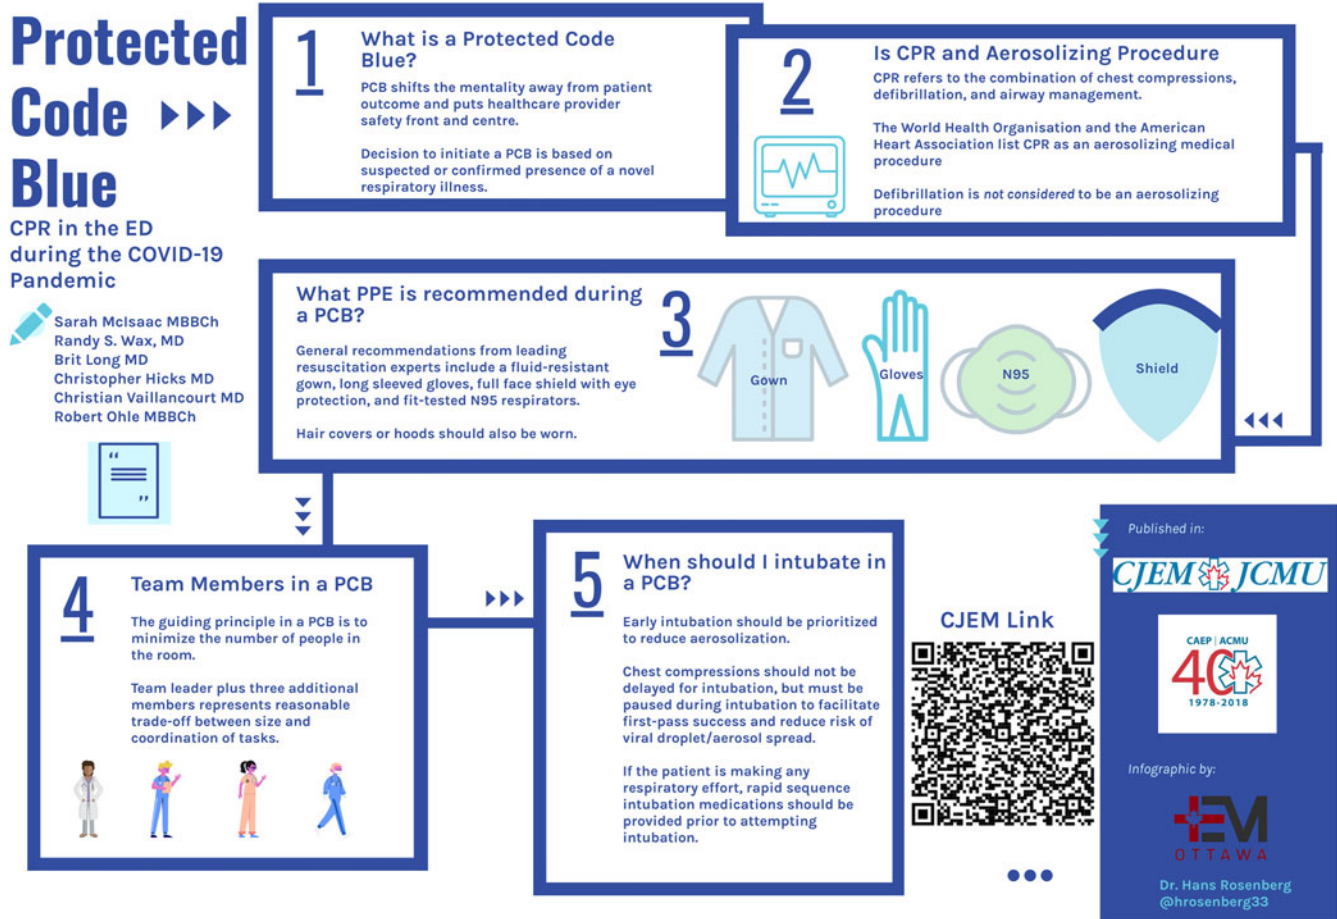 Protected
Code
Blue
CPR in the ED
during the COVID-19
Pandemic
Sarah McIsaac MBBCh
Randy S. Wax, MD
Brit Long MD
Christopher Hicks MD
Christian Vaillancourt MD
Robert Ohle MBBCh
1
What is a Protected Code
Blue?
PCB shifts the mentality away from patient
outcome and puts healthcare provider
safety front and centre.
Decision to initiate a PCB is based on
suspected or confirmed presence of a novel
respiratory illness.
2
Is CPR and Aerosolizing Procedure
CPR refers to the combination of chest compressions,
defibrillation, and airway management.
The World Health Organisation and the American
Heart Association list CPR as an aerosolizing medical
procedure
Defibrillation is not considered to be an aerosolizing
procedure
What PPE is recommended during
a PCB?
General recommendations from leading
resuscitation experts include a fluid-resistant
gown, long sleeved gloves, full face shield with eye
protection, and fit-tested N95 respirators.
Hair covers or hoods should also be worn.
3
Gown
Gloves
N95
Shield
4
Team Members in a PCB
The guiding principle in a PCB is to
minimize the number of people in
the room.
Team leader plus three additional
members represents reasonable
trade-off between size and
coordination of tasks.
5
When should I intubate in
a PCB?
Early intubation should be prioritized
to reduce aerosolization.
Chest compressions should not be
delayed for intubation, but must be
paused during intubation to facilitate
first-pass success and reduce risk of
viral droplet/aerosol spread.
If the patient is making any
respiratory effort, rapid sequence
intubation medications should be
provided prior to attempting
intubation.
CJEM Link
Published in:
CJEM JCMU
CAEP | ACMU
40
1978-2018
Infographic by:
EM
OTTAWA
Dr. Hans Rosenberg
@hrosenberg33